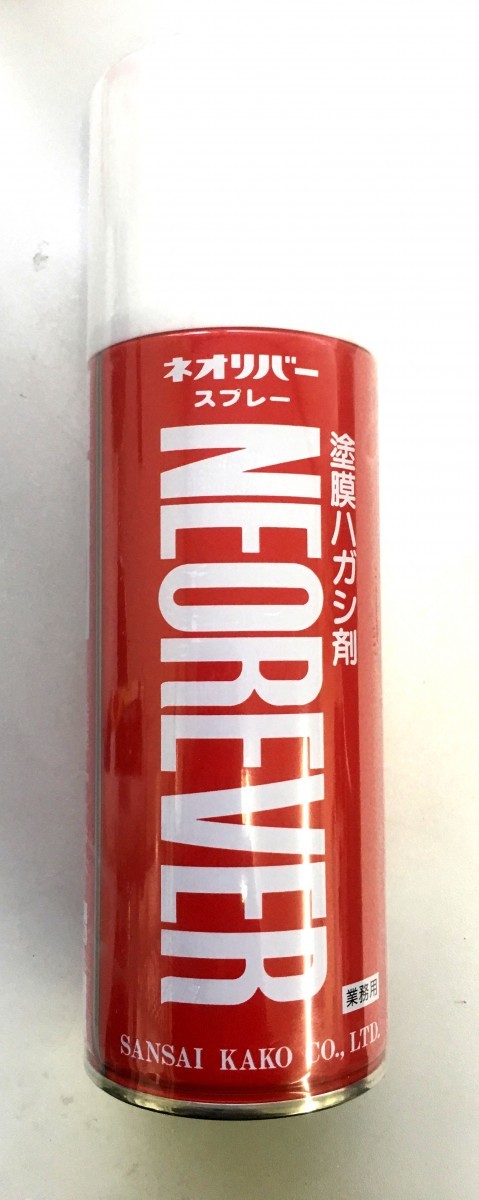 ネオリバー
スプレー
塗膜ハガシ剤
NEOREVER
業務用
SANSAI KAKO CO., LTD.